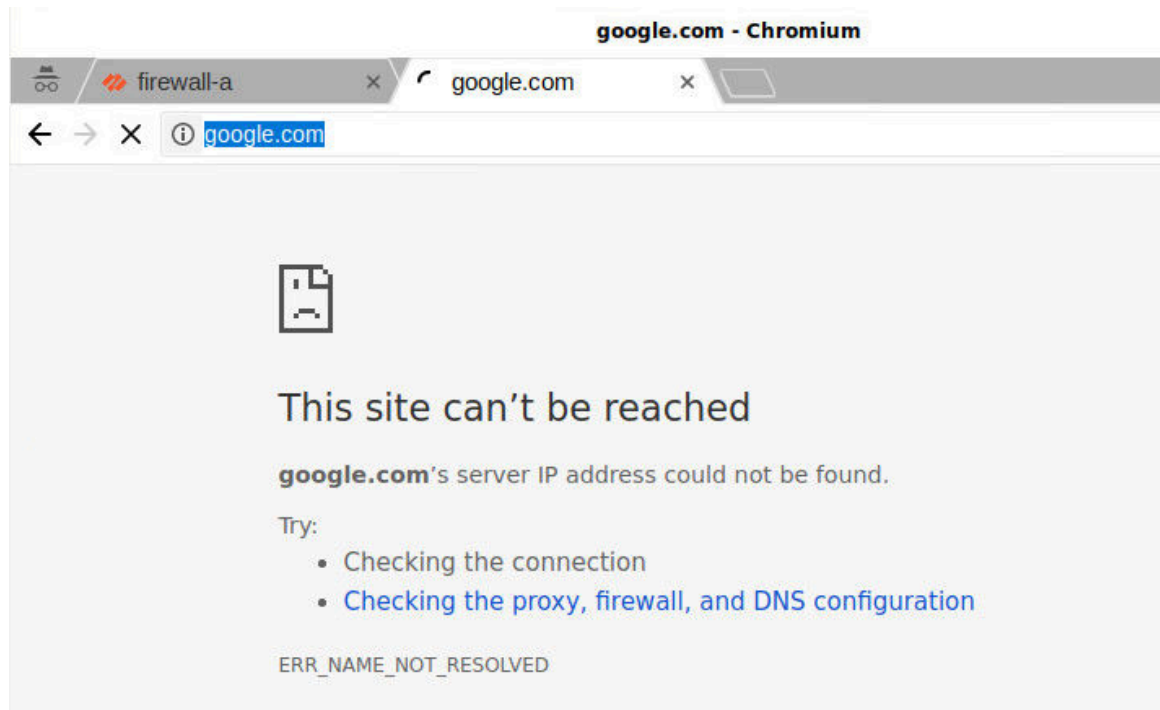 google.com - Chromium
firewall-a
google.com
google.com
This site can’t be reached
google.com’s server IP address could not be found.
Try:
• Checking the connection
• Checking the proxy, firewall, and DNS configuration
ERR_NAME_NOT_RESOLVED